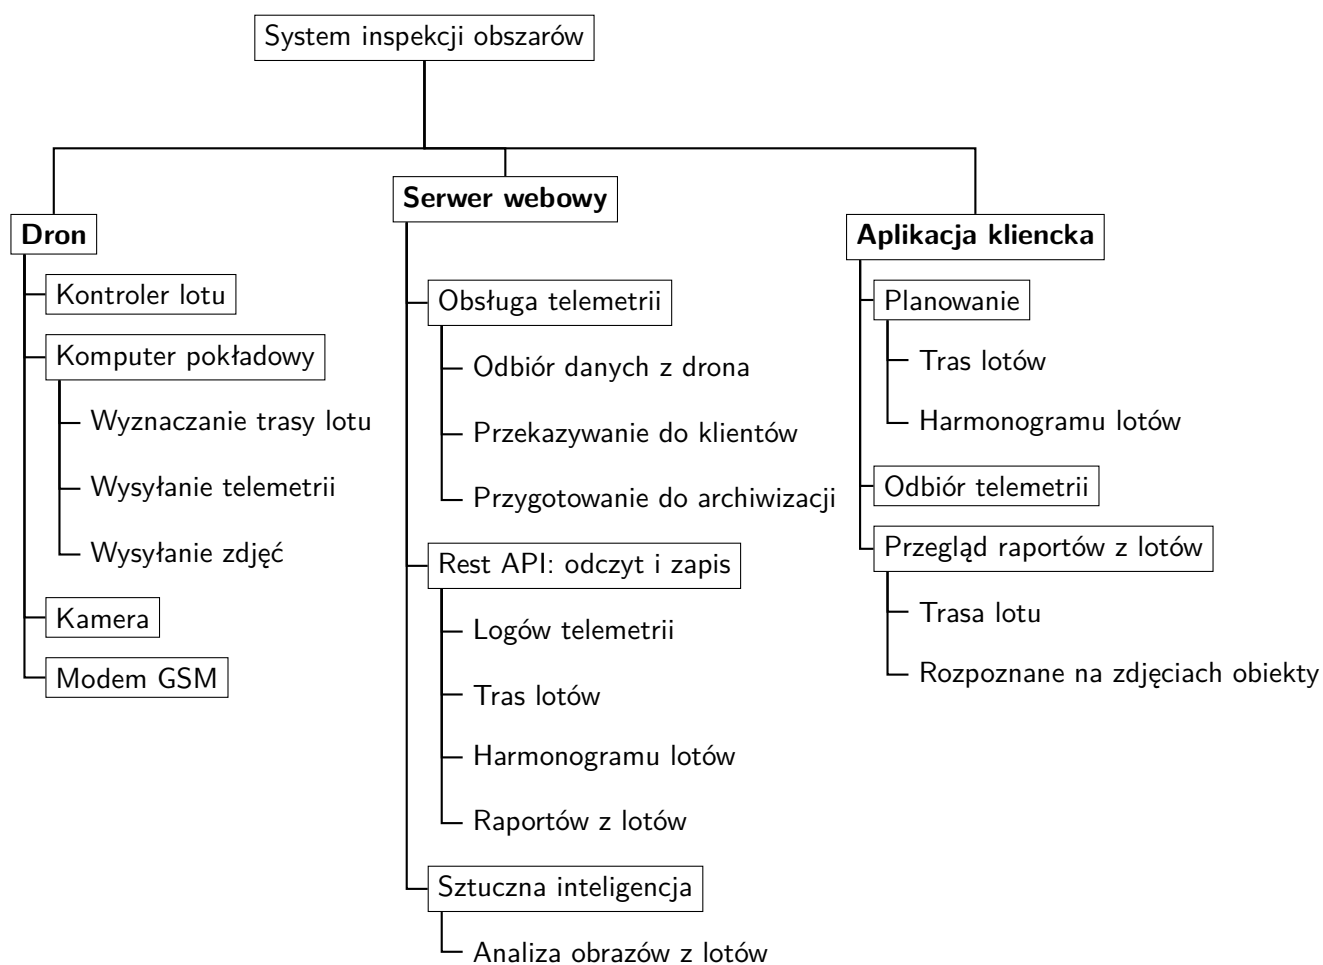 System inspekcji obszarów
Dron
Kontroler lotu
Komputer pokładowy
Wyznaczanie trasy lotu
Wysyłanie telemetrii
Wysyłanie zdjęć
Kamera
Modem GSM
Serwer webowy
Obsługa telemetrii
Odbiór danych z drona
Przekazywanie do klientów
Przygotowanie do archiwizacji
Rest API: odczyt i zapis
Logów telemetrii
Tras lotów
Harmonogramu lotów
Raportów z lotów
Sztuczna inteligencja
Analiza obrazów z lotów
Aplikacja kliencka
Planowanie
Tras lotów
Harmonogramu lotów
Odbiór telemetrii
Przegląd raportów z lotów
Trasa lotu
Rozpoznane na zdjęciach obiekty